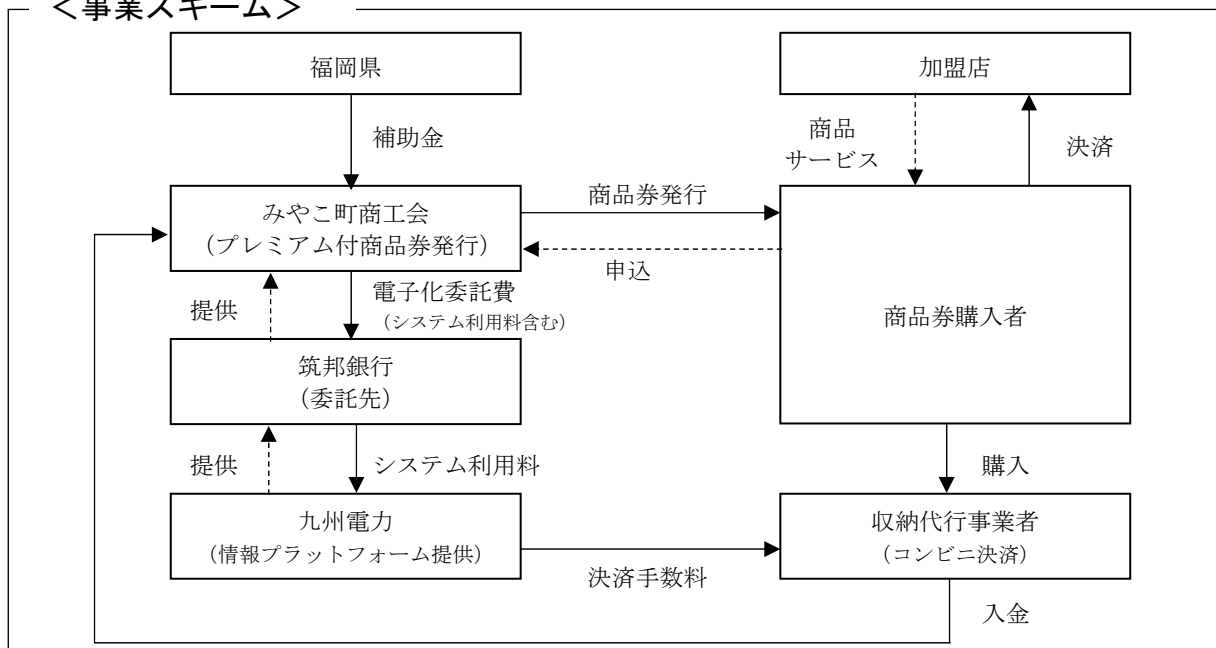 ＜事業スキーム＞
福岡県
加盟店
補助金
商品
サービス
決済
みやこ町商工会
（プレミアム付商品券発行）
商品券発行
申込
商品券購入者
提供
電子化委託費
（システム利用料含む）
筑邦銀行
（委託先）
提供
システム利用料
購入
九州電力
（情報プラットフォーム提供）
決済手数料
収納代行事業者
（コンビニ決済）
入金